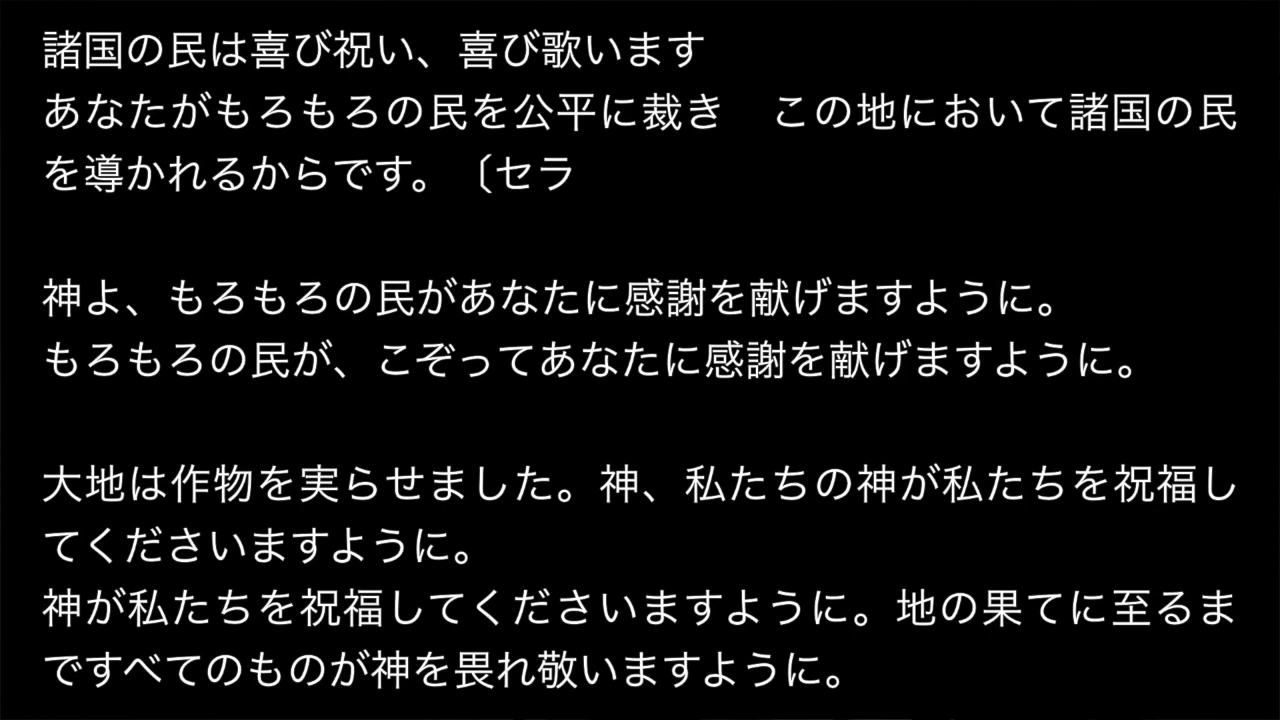 諸国の民は喜び祝い、喜び歌います
あなたがもろもろの民を公平に裁き　この地において諸国の民
を導かれるからです。〔セラ
神よ、もろもろの民があなたに感謝を献げますように。
もろもろの民が、こぞってあなたに感謝を献げますように。
大地は作物を実らせました。神、私たちの神が私たちを祝福し
てくださいますように。
神が私たちを祝福してくださいますように。地の果てに至るま
ですべてのものが神を畏れ敬いますように。